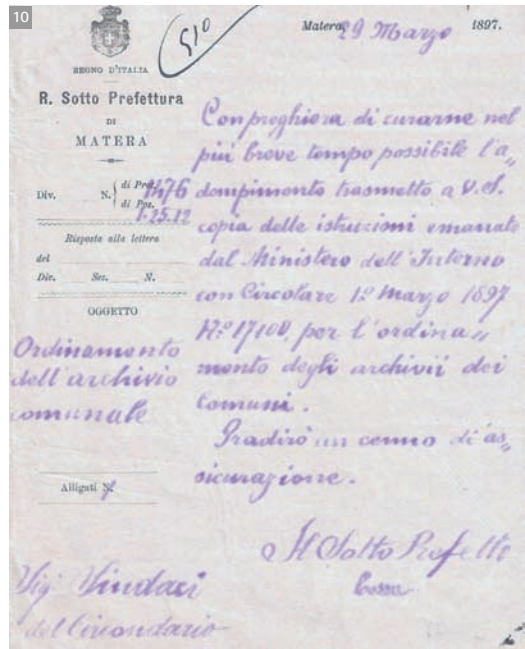 10
510
Matera 29 Marzo 1897.
REGNO D'ITALIA
R. Sotto Prefettura
DI
MATERA
Div. N. di Prot. 1476
di Pos. 1.25.12
Risposta alla lettera
del
Div. Sez. N.
OGGETTO
Ordinamento
dell'archivio
comunale
Alligati N.
Sig. Sindaci
del Circondario
Con preghiera di curarne nel
più breve tempo possibile l'a„
dempimento trasmetto a V.S.
copia delle istruzioni emanate
dal Ministero dell'Interno
con Circolare 1º Marzo 1897
Nº 17100, per l'ordina„
mento degli archivii dei
comuni.
Gradirò un cenno di as„
sicurazione.
Il Sotto Prefetto